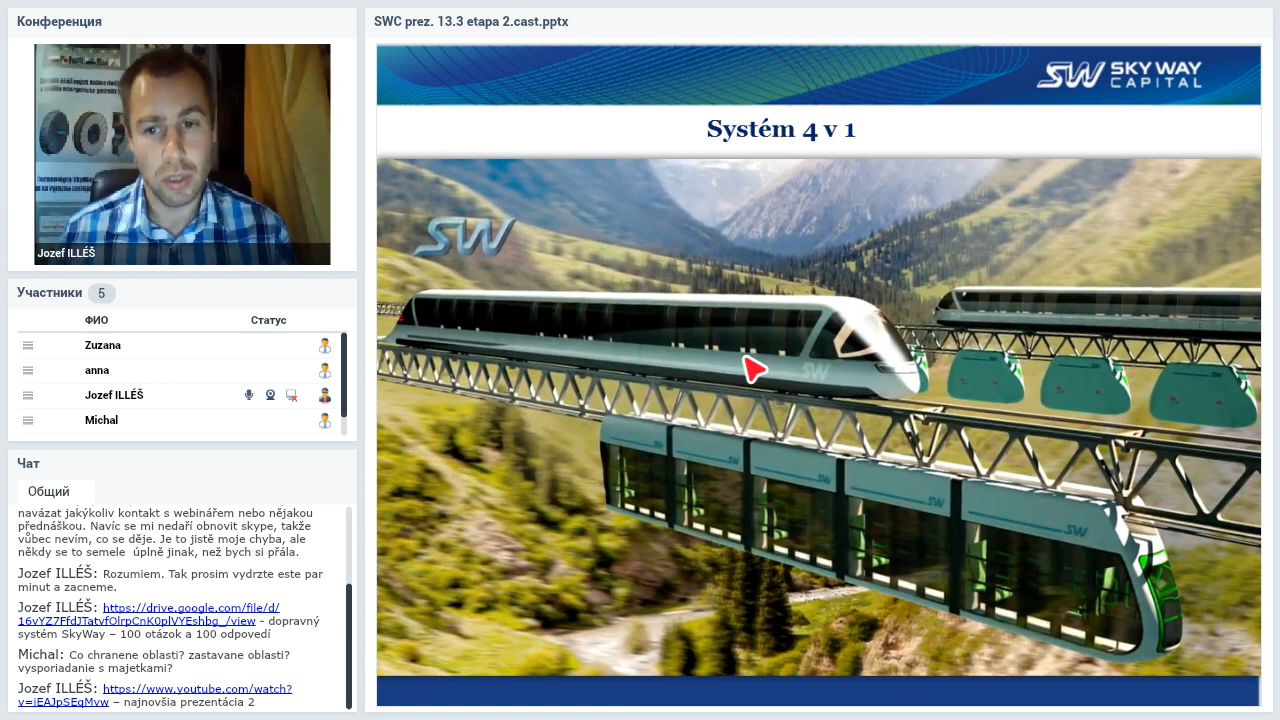 Конференция
Jozef ILLÉŠ
Участники 5
ФИО Статус
Zuzana
anna
Jozef ILLÉŠ
Michal
Чат
Общий
navázat jakýkoliv kontakt s webinářem nebo nějakou
přednáškou. Navíc se mi nedaří obnovit skype, takže
vůbec nevím, co se děje. Je to jistě moje chyba, ale
někdy se to semele úplně jinak, než bych si přála.
Jozef ILLÉŠ: Rozumiem. Tak prosim vydrzte este par
minut a zacneme.
Jozef ILLÉŠ: https://drive.google.com/file/d/
16vYZ7FfdJTatvfOlrpCnK0plVYEshbg_/view - dopravný
systém SkyWay – 100 otázok a 100 odpovedí
Michal: Co chranene oblasti? zastavane oblasti?
vysporiadanie s majetkami?
Jozef ILLÉŠ: https://www.youtube.com/watch?
v=jEAJpSEqMvw – najnovšia prezentácia 2
SWC prez. 13.3 etapa 2.cast.pptx
SW SKY WAY
CAPITAL
Systém 4 v 1
SW
SW
SW
SW
SW
SW
SW